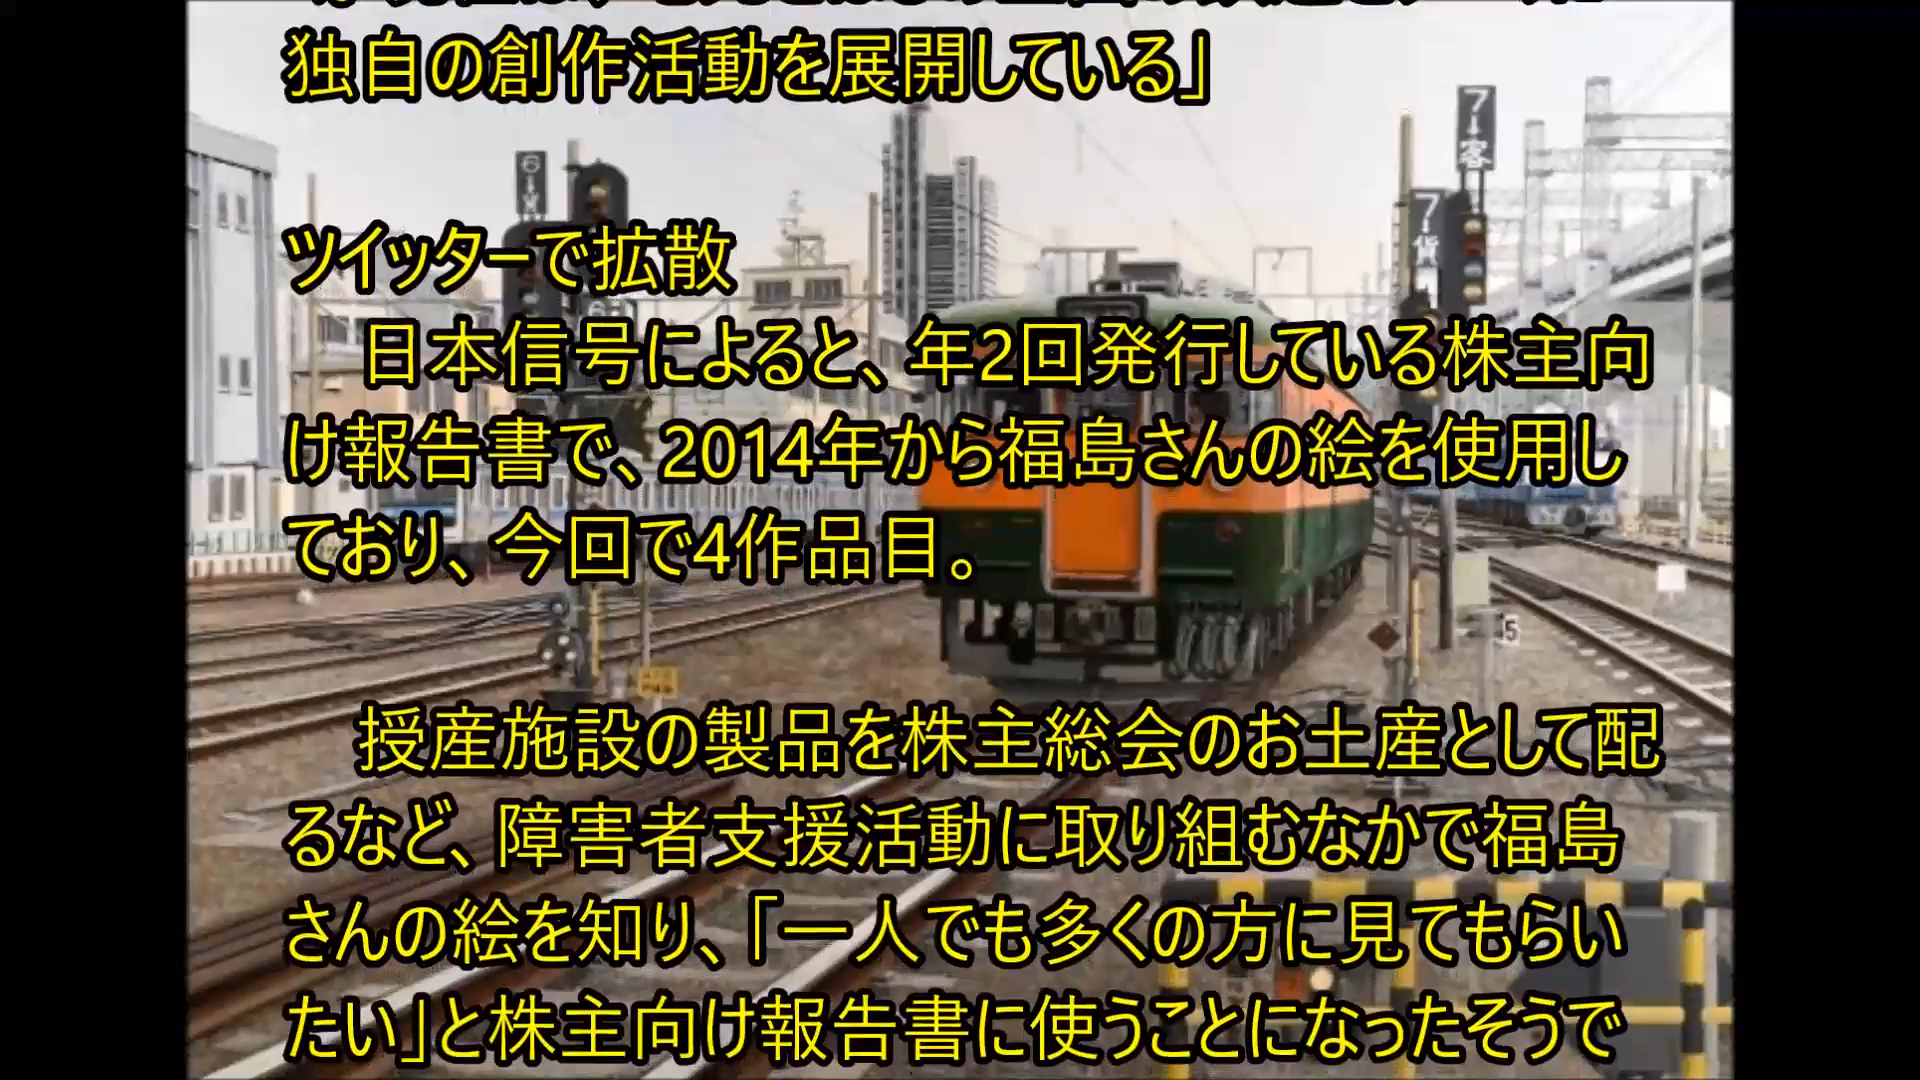 独自の創作活動を展開している」
ツイッターで拡散
日本信号によると、年2回発行している株主向
け報告書で、2014年から福島さんの絵を使用し
ており、今回で4作品目。
授産施設の製品を株主総会のお土産として配
るなど、障害者支援活動に取り組むなかで福島
さんの絵を知り、「一人でも多くの方に見てもらい
たい」と株主向け報告書に使うことになったそうで
7↓客
7↓貨
6↓
5